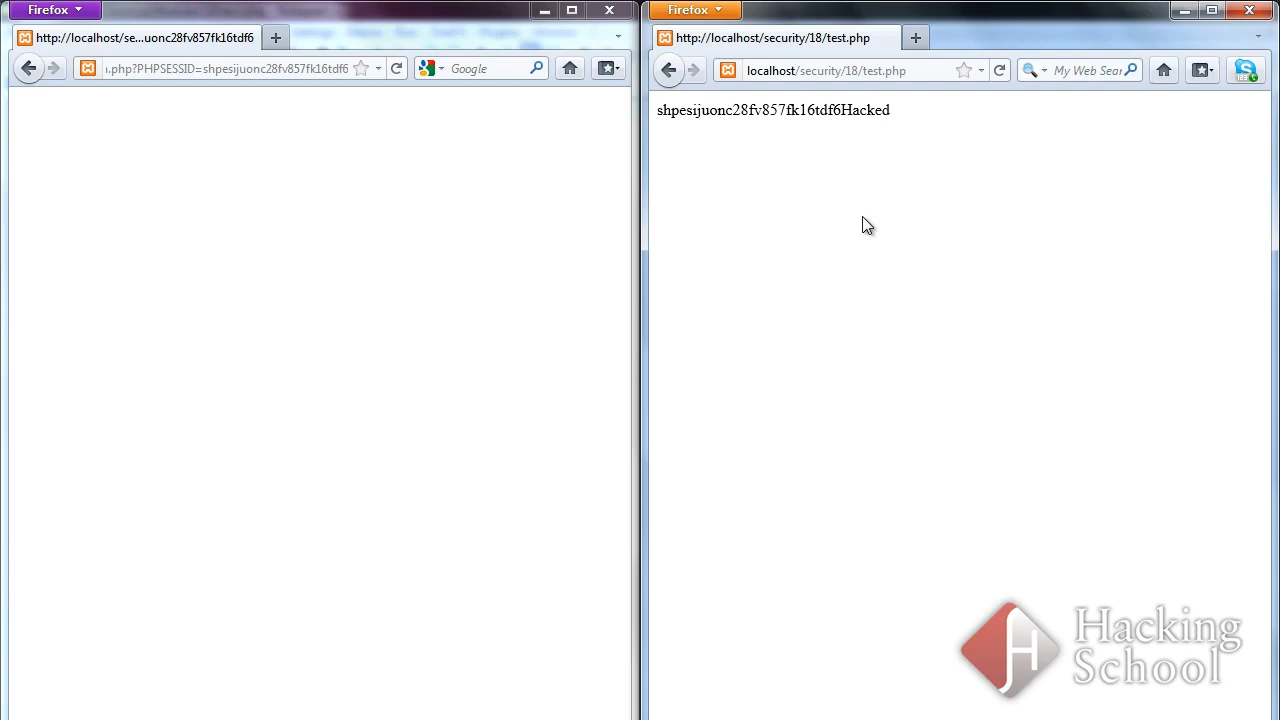 Firefox
http://localhost/se...uonc28fv857fk16tdf6
ı.php?PHPSESSID=shpesijuonc28fv857fk16tdf6
Google
Firefox
http://localhost/security/18/test.php
localhost/security/18/test.php
My Web Sear
shpesijuonc28fv857fk16tdf6Hacked
Hacking
School